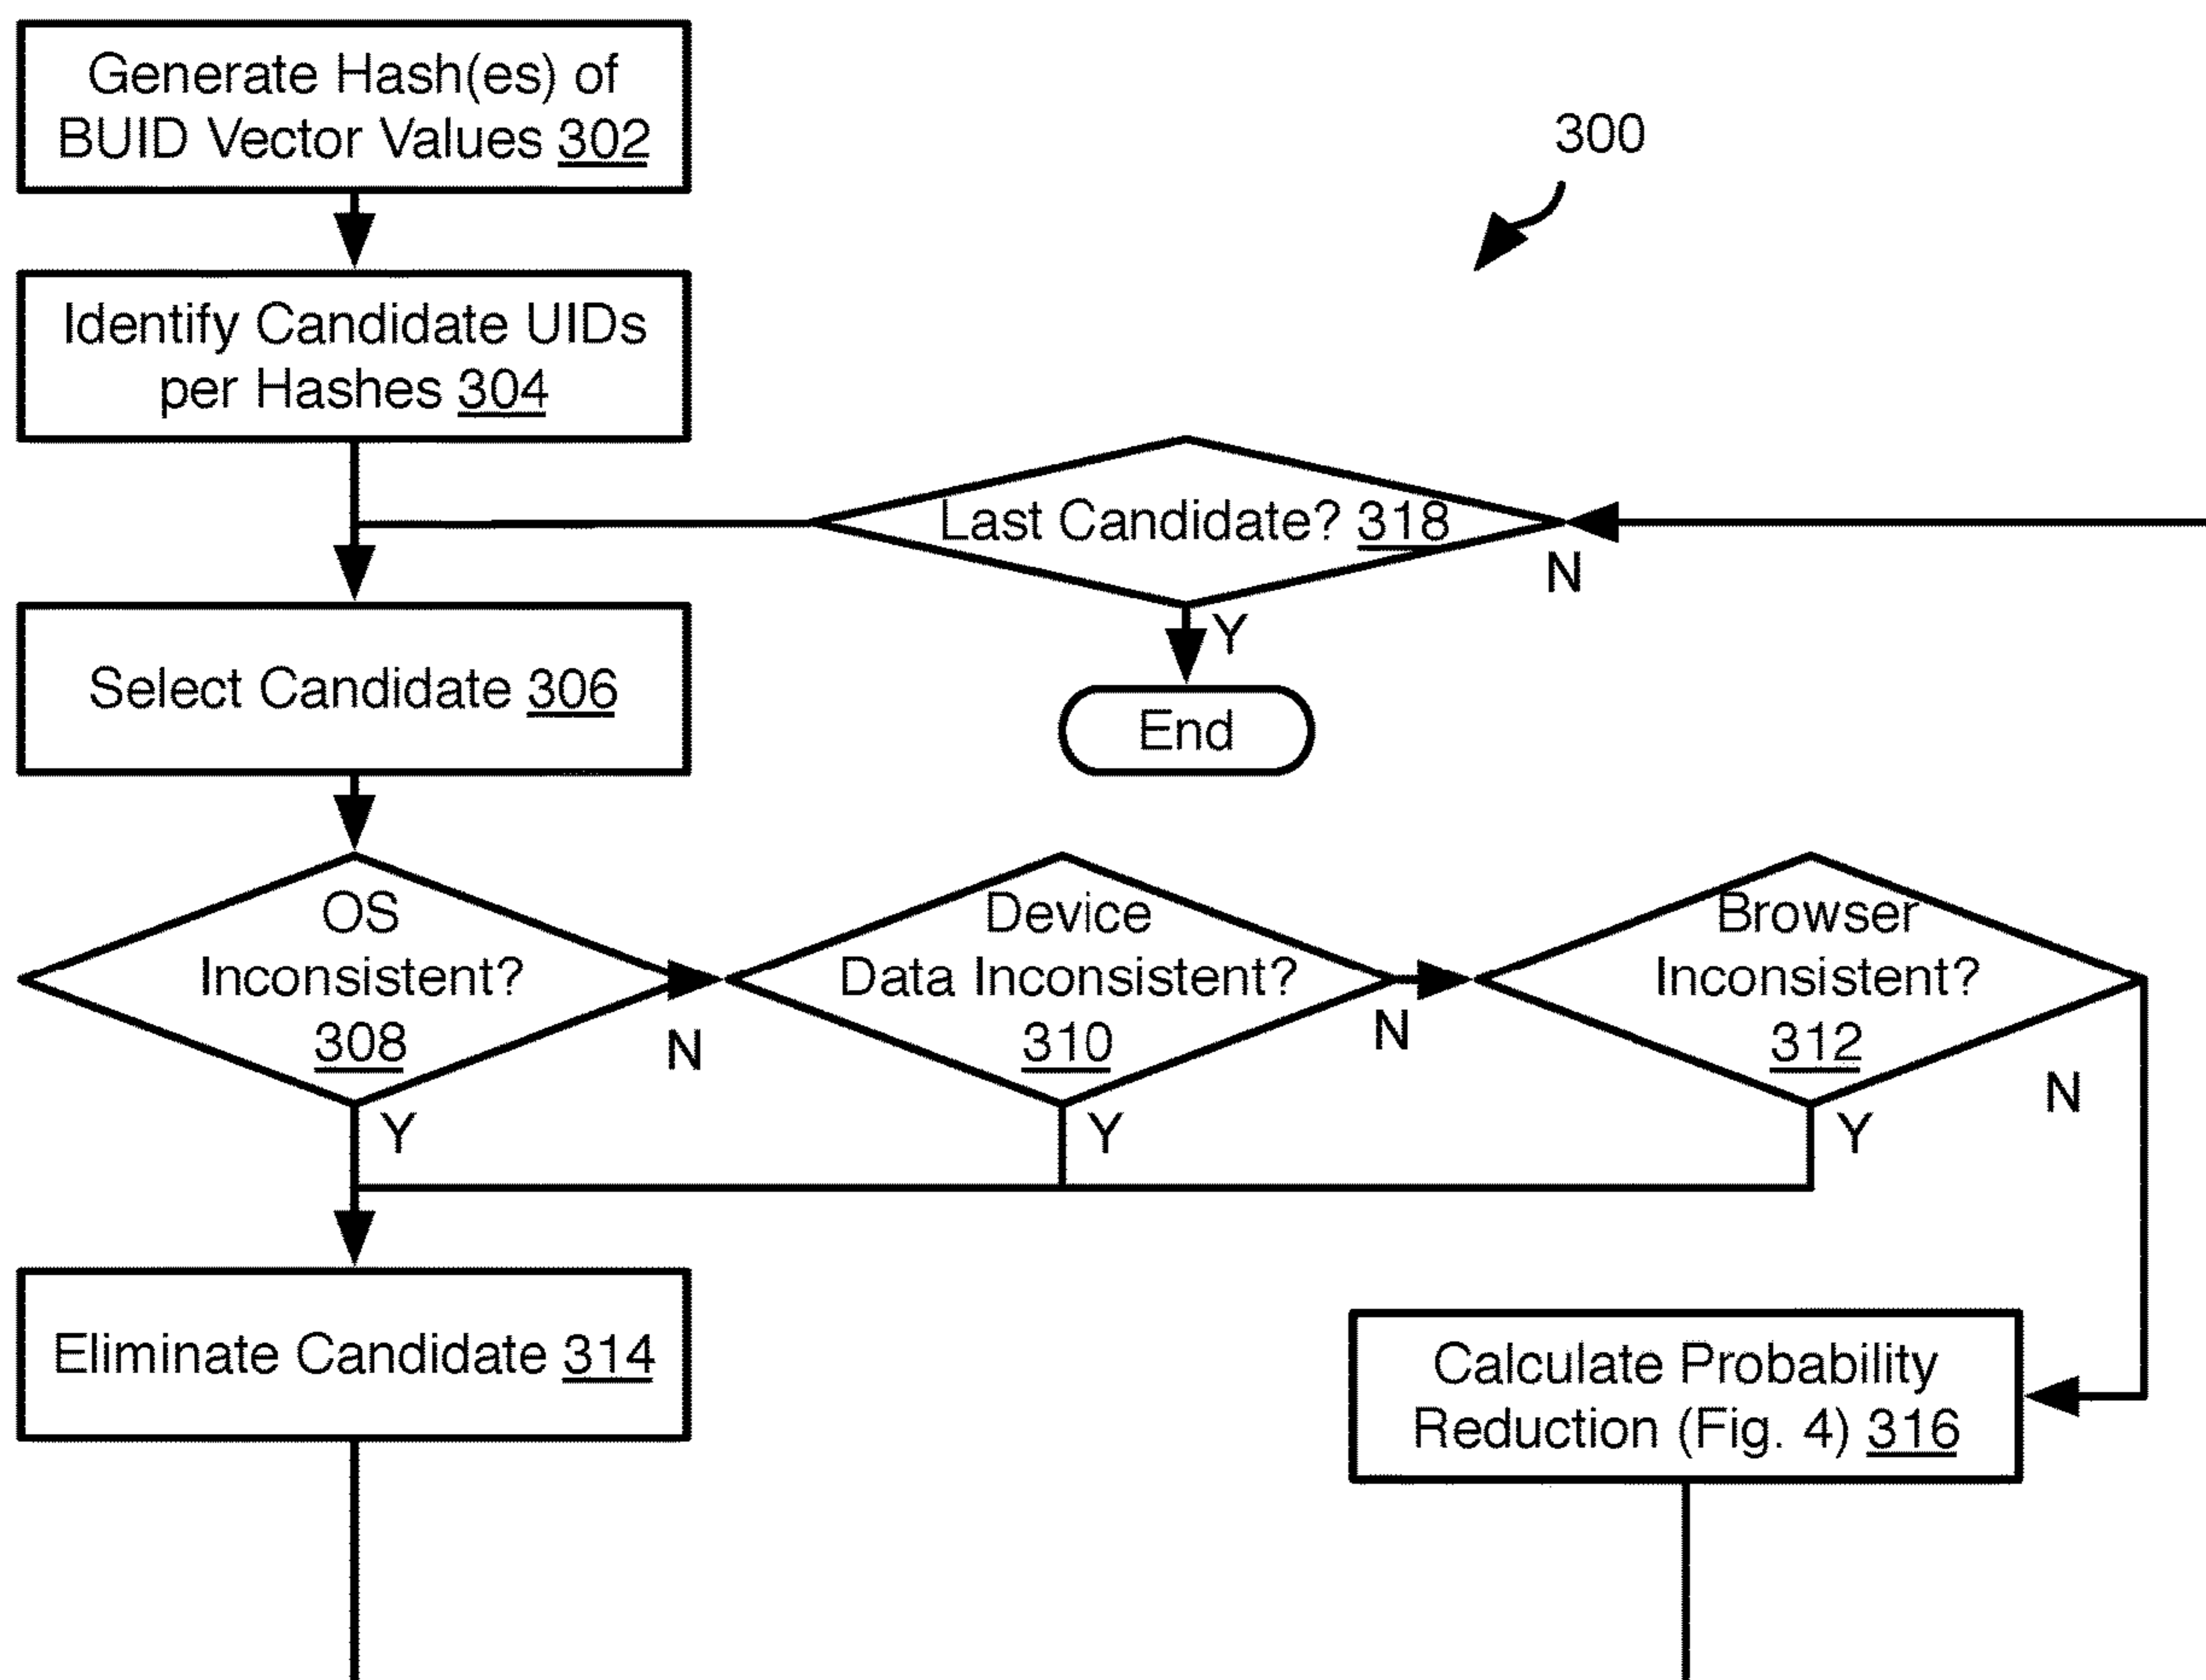 Generate Hash(es) of
BUID Vector Values 302
300
Identify Candidate UIDs
per Hashes 304
Last Candidate? 318
N
Y
Select Candidate 306
End
OS
Inconsistent?
308
N
Y
Device
Data Inconsistent?
310
N
Y
Browser
Inconsistent?
312
N
Y
Eliminate Candidate 314
Calculate Probability
Reduction (Fig. 4) 316